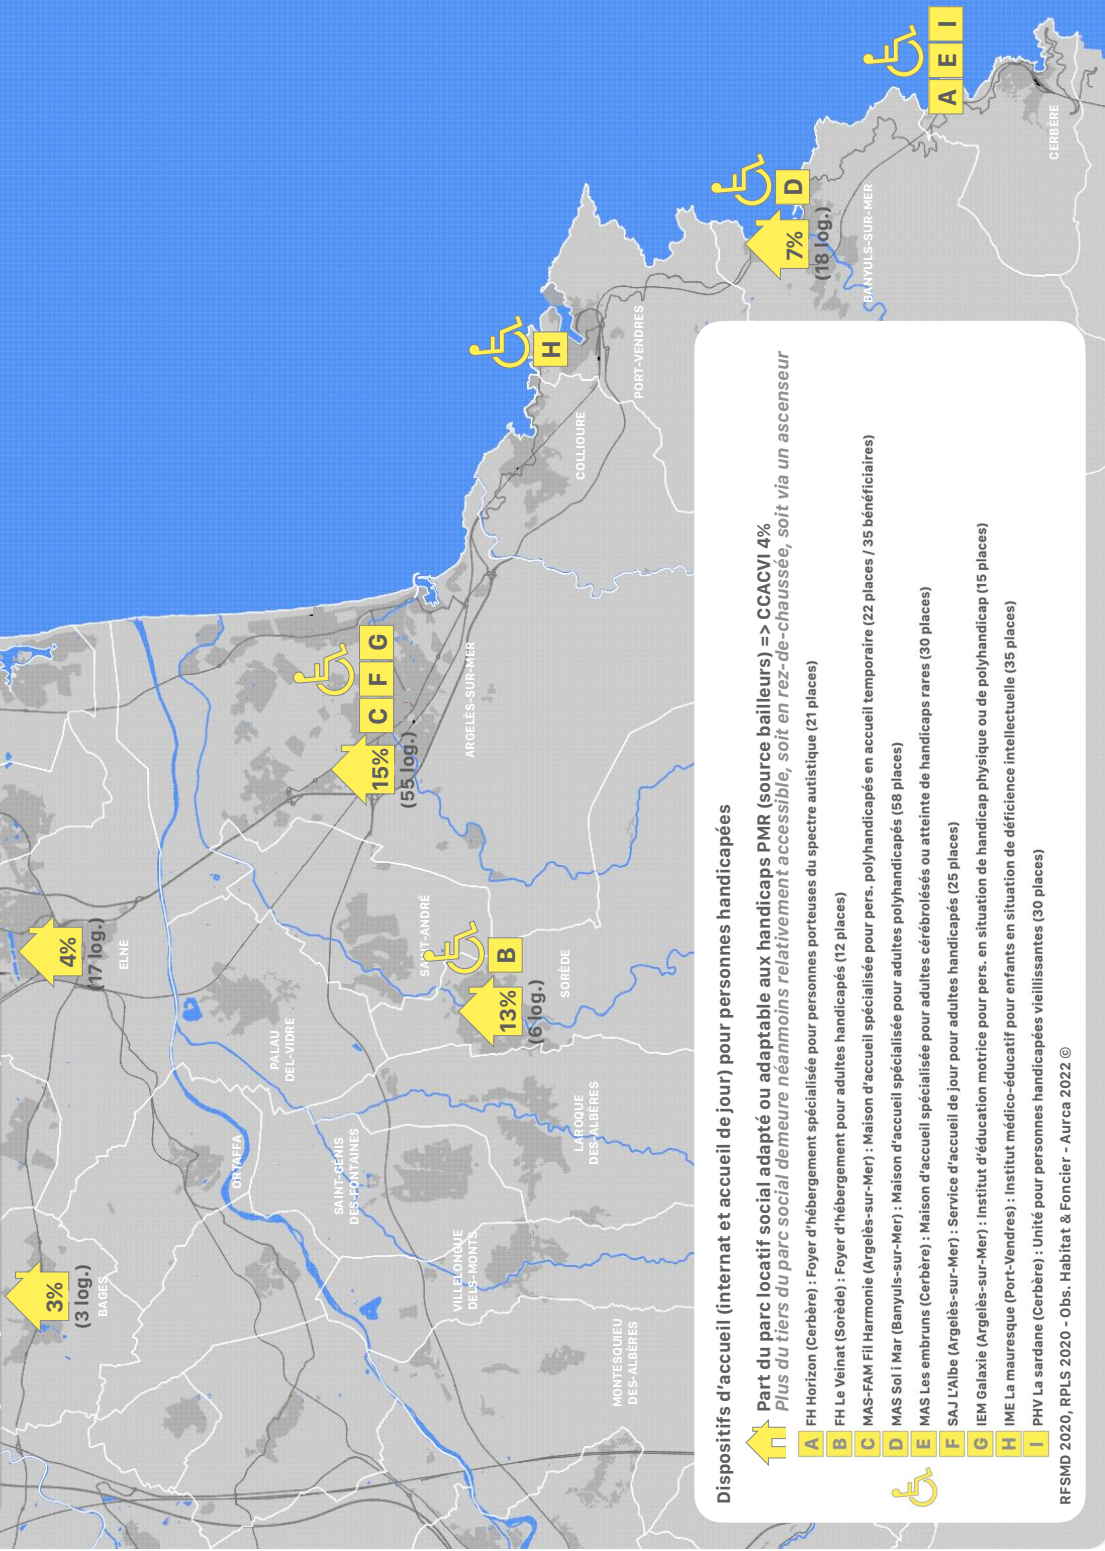 3%
(3 log.)
BAGES
4%
(17 log.)
ELNE
ORTAFFA
PALAU
DEL-VIDRE
SAINT-GÉNIS
DES-FONTAINES
15%
(55 log.)
C F G
ARGELÈS-SUR-MER
SAINT-ANDRÉ
13%
(6 log.)
B
SORÈDE
LAROQUE
DES-ALBÈRES
VILLELONGUE
DELS-MONTS
MONTESQUIEU
DES-ALBÈRES
COLLIOURE
H
PORT-VENDRES
7%
(18 log.)
D
BANYULS-SUR-MER
A E I
CERBÈRE
Dispositifs d'accueil (internat et accueil de jour) pour personnes handicapées
Part du parc locatif social adapté ou adaptable aux handicaps PMR (source bailleurs) => CCACVI 4%
Plus du tiers du parc social demeure néanmoins relativement accessible, soit en rez-de-chaussée, soit via un ascenseur
A FH Horizon (Cerbère) : Foyer d'hébergement spécialisée pour personnes porteuses du spectre autistique (21 places)
B FH Le Veinat (Sorède) : Foyer d'hébergement pour adultes handicapés (12 places)
C MAS-FAM Fil Harmonie (Argelès-sur-Mer) : Maison d'accueil spécialisée pour pers. polyhandicapés en accueil temporaire (22 places / 35 bénéficiaires)
D MAS Sol i Mar (Banyuls-sur-Mer) : Maison d'accueil spécialisée pour adultes polyhandicapés (58 places)
E MAS Les embruns (Cerbère) : Maison d'accueil spécialisée pour adultes cérébrolésés ou atteinte de handicaps rares (30 places)
F SAJ L'Albe (Argelès-sur-Mer) : Service d'accueil de jour pour adultes handicapés (25 places)
G IEM Galaxie (Argelès-sur-Mer) : Institut d'éducation motrice pour pers. en situation de handicap physique ou de polyhandicap (15 places)
H IME La mauresque (Port-Vendres) : Institut médico-éducatif pour enfants en situation de déficience intellectuelle (35 places)
I PHV La sardane (Cerbère) : Unité pour personnes handicapées vieillissantes (30 places)
RFSMD 2020, RPLS 2020 - Obs. Habitat & Foncier - Aurca 2022 ©